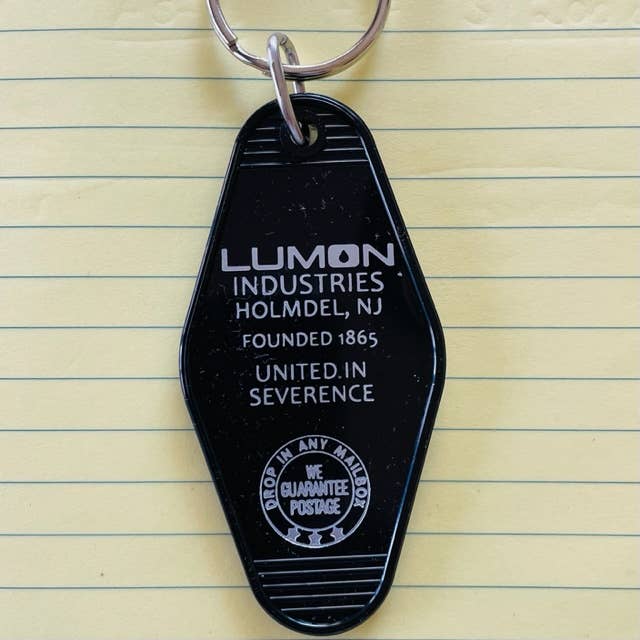 LUMON
INDUSTRIES
HOLMDEL, NJ
FOUNDED 1865
UNITED.IN
SEVERENCE
DROP IN ANY MAILBOX
WE
GUARANTEE
POSTAGE